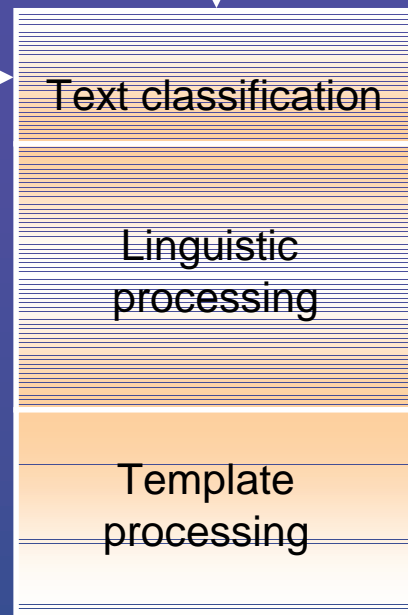 Text classification
Linguistic
processing
Template
processing